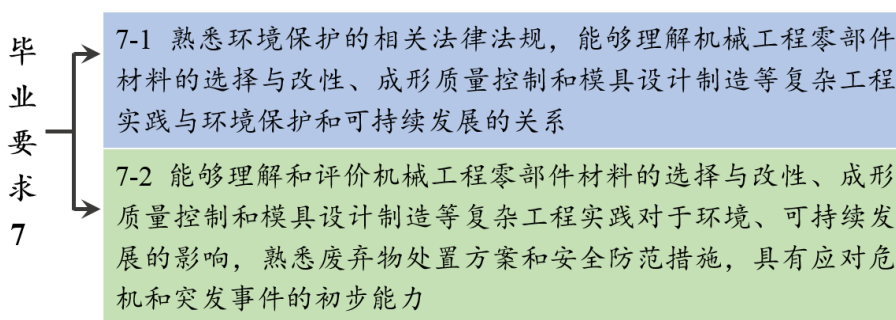 毕业要求7
7-1 熟悉环境保护的相关法律法规，能够理解机械工程零部件
材料的选择与改性、成形质量控制和模具设计制造等复杂工程
实践与环境保护和可持续发展的关系
7-2 能够理解和评价机械工程零部件材料的选择与改性、成形
质量控制和模具设计制造等复杂工程实践对于环境、可持续发
展的影响，熟悉废弃物处置方案和安全防范措施，具有应对危
机和突发事件的初步能力